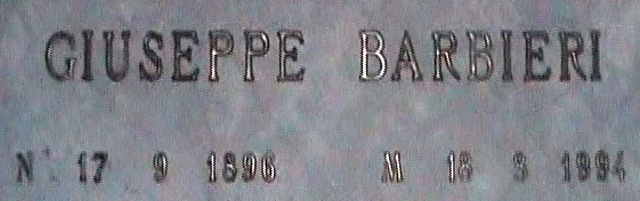 GIUSEPPE BARBIERI
N. 17 9 1896 M 18 8 1994